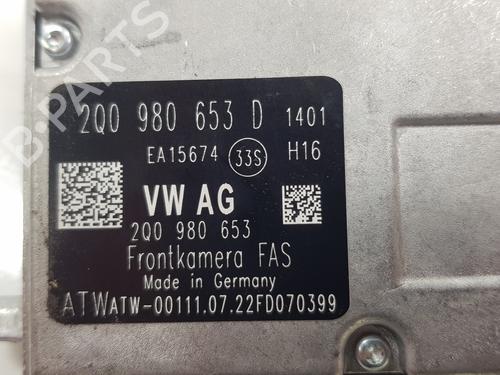 2Q0 980 653 D 1401
EA15674 33S H16
VW AG
2Q0 980 653
Frontkamera FAS
Made in Germany
ATWATW-00111.07.22FD070399